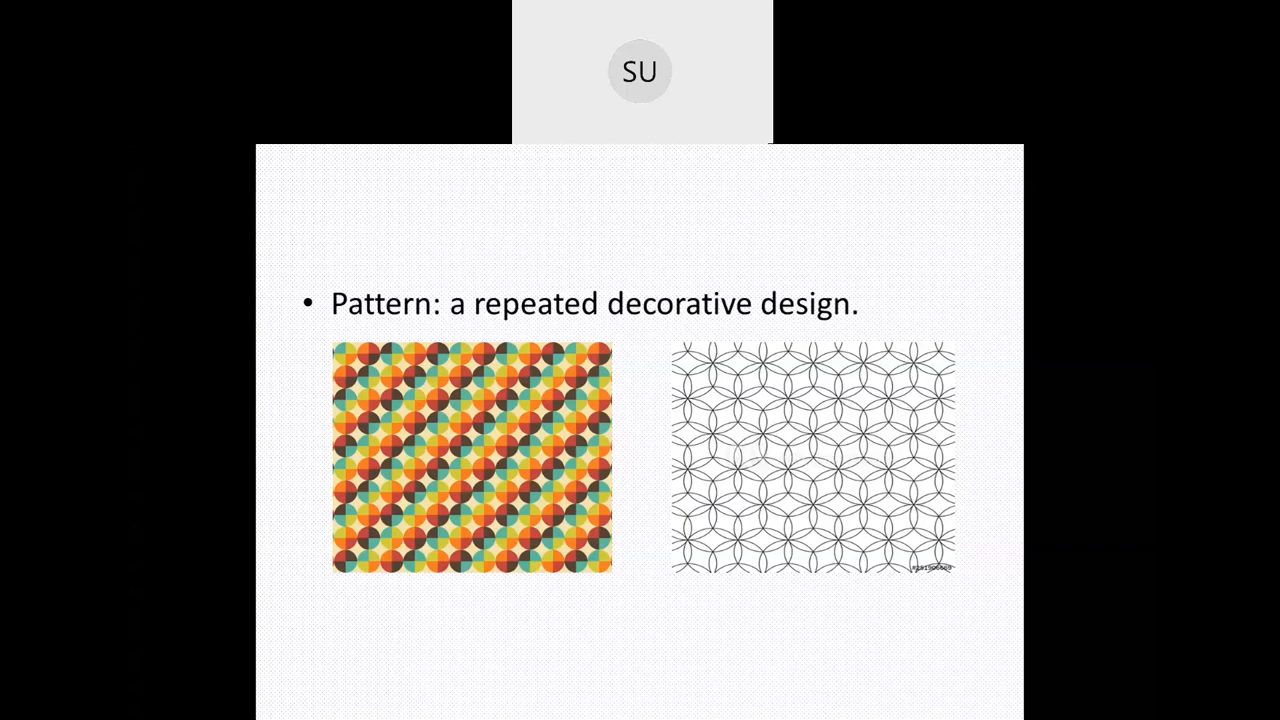 SU
• Pattern: a repeated decorative design.